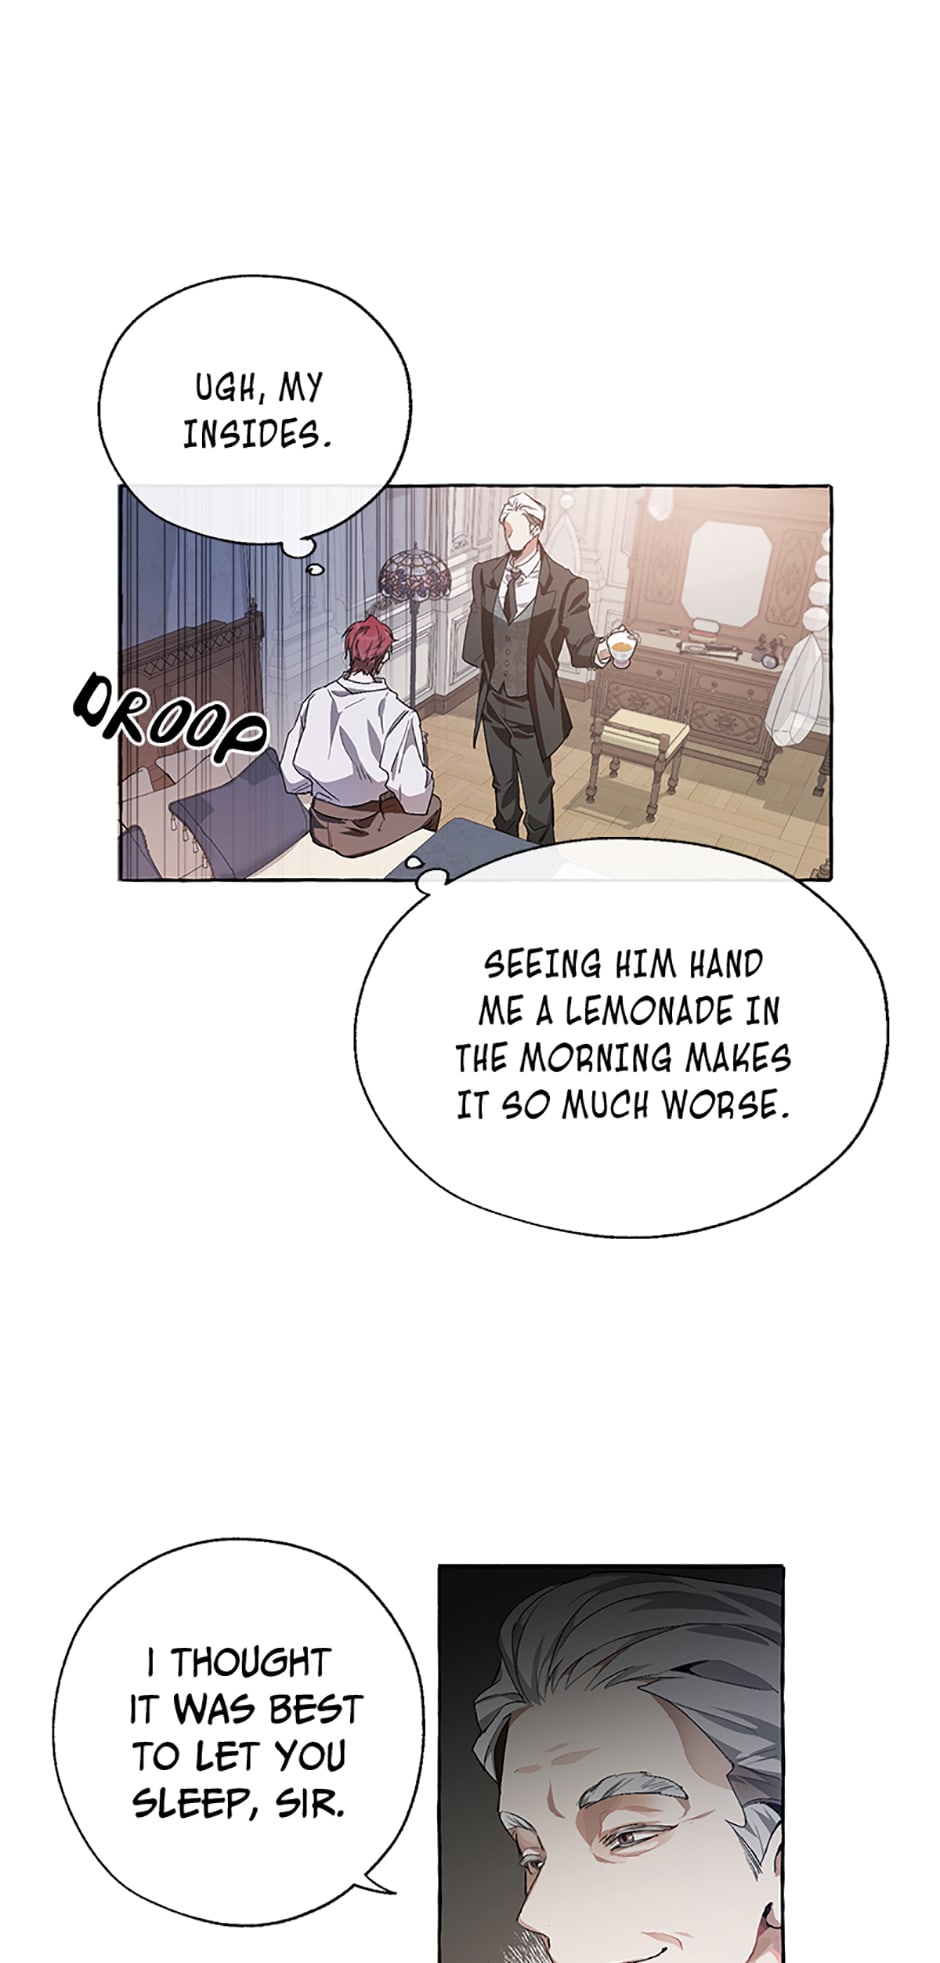 UGH, MY
INSIDES.
DROOP
SEEING HIM HAND
ME A LEMONADE IN
THE MORNING MAKES
IT SO MUCH WORSE.
I THOUGHT
IT WAS BEST
TO LET YOU
SLEEP, SIR.